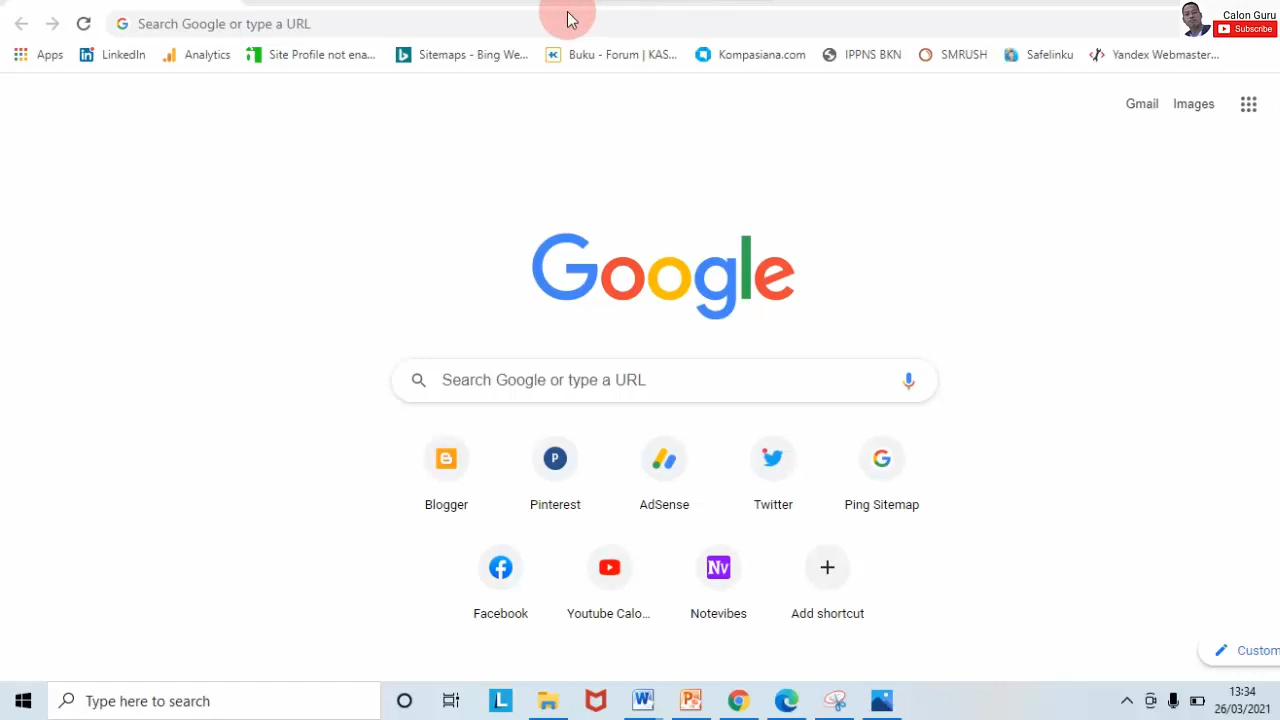 Search Google or type a URL
Calon Guru
Subscribe
Apps LinkedIn Analytics Site Profile not ena... Sitemaps - Bing We... Buku - Forum | KAS... Kompasiana.com IPPNS BKN SMRUSH Safelinku Yandex Webmaster...
Gmail Images
Google
Search Google or type a URL
Blogger Pinterest AdSense Twitter Ping Sitemap
Facebook Youtube Calo... Notevibes Add shortcut
Custom
Type here to search
13:34
26/03/2021